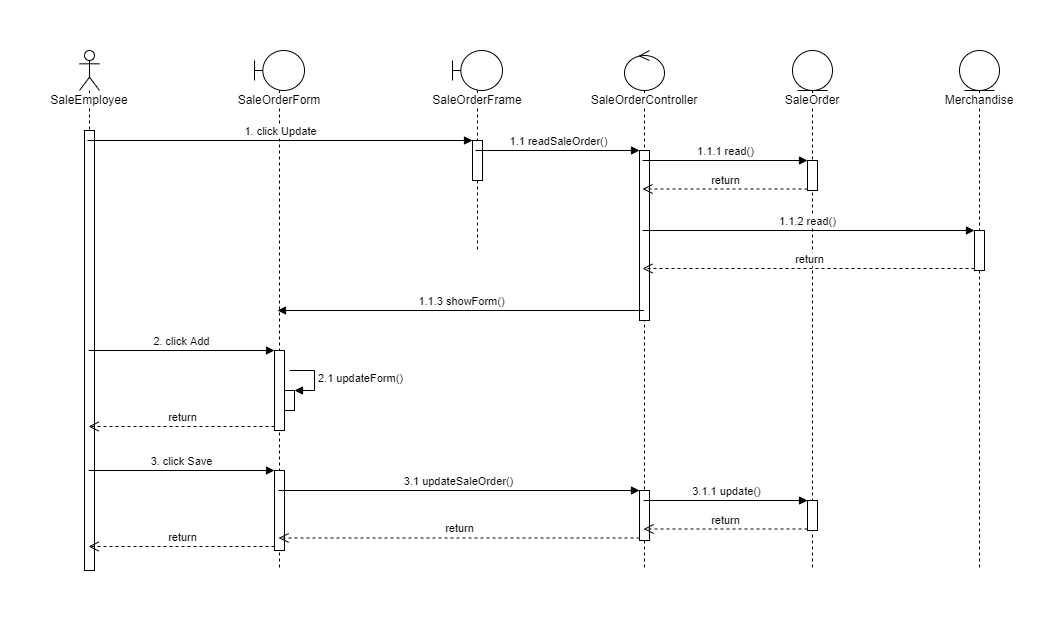 SaleEmployee
SaleOrderForm
SaleOrderFrame
SaleOrderController
SaleOrder
Merchandise
1. click Update
1.1 readSaleOrder()
1.1.1 read()
return
1.1.2 read()
return
1.1.3 showForm()
2. click Add
2.1 updateForm()
return
3. click Save
3.1 updateSaleOrder()
3.1.1 update()
return
return
return